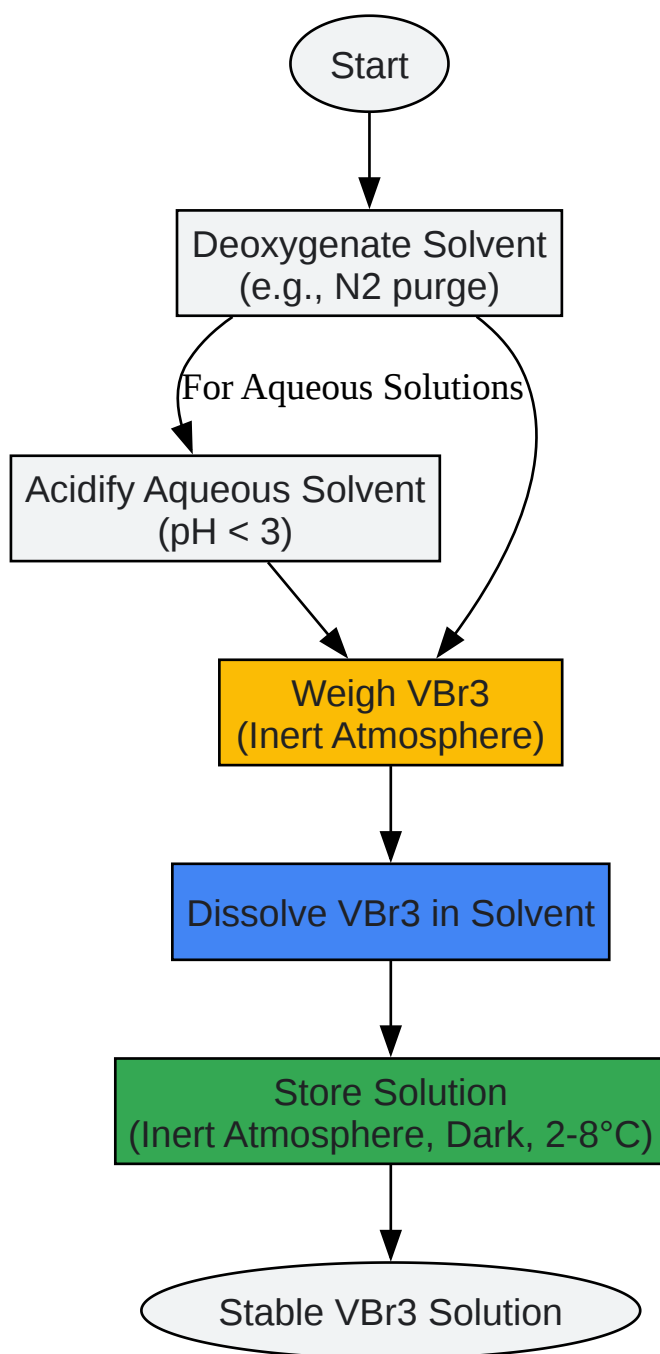 Start
Deoxygenate Solvent
(e.g., N2 purge)
For Aqueous Solutions
Acidify Aqueous Solvent
(pH < 3)
Weigh VBr3
(Inert Atmosphere)
Dissolve VBr3 in Solvent
Store Solution
(Inert Atmosphere, Dark, 2-8°C)
Stable VBr3 Solution